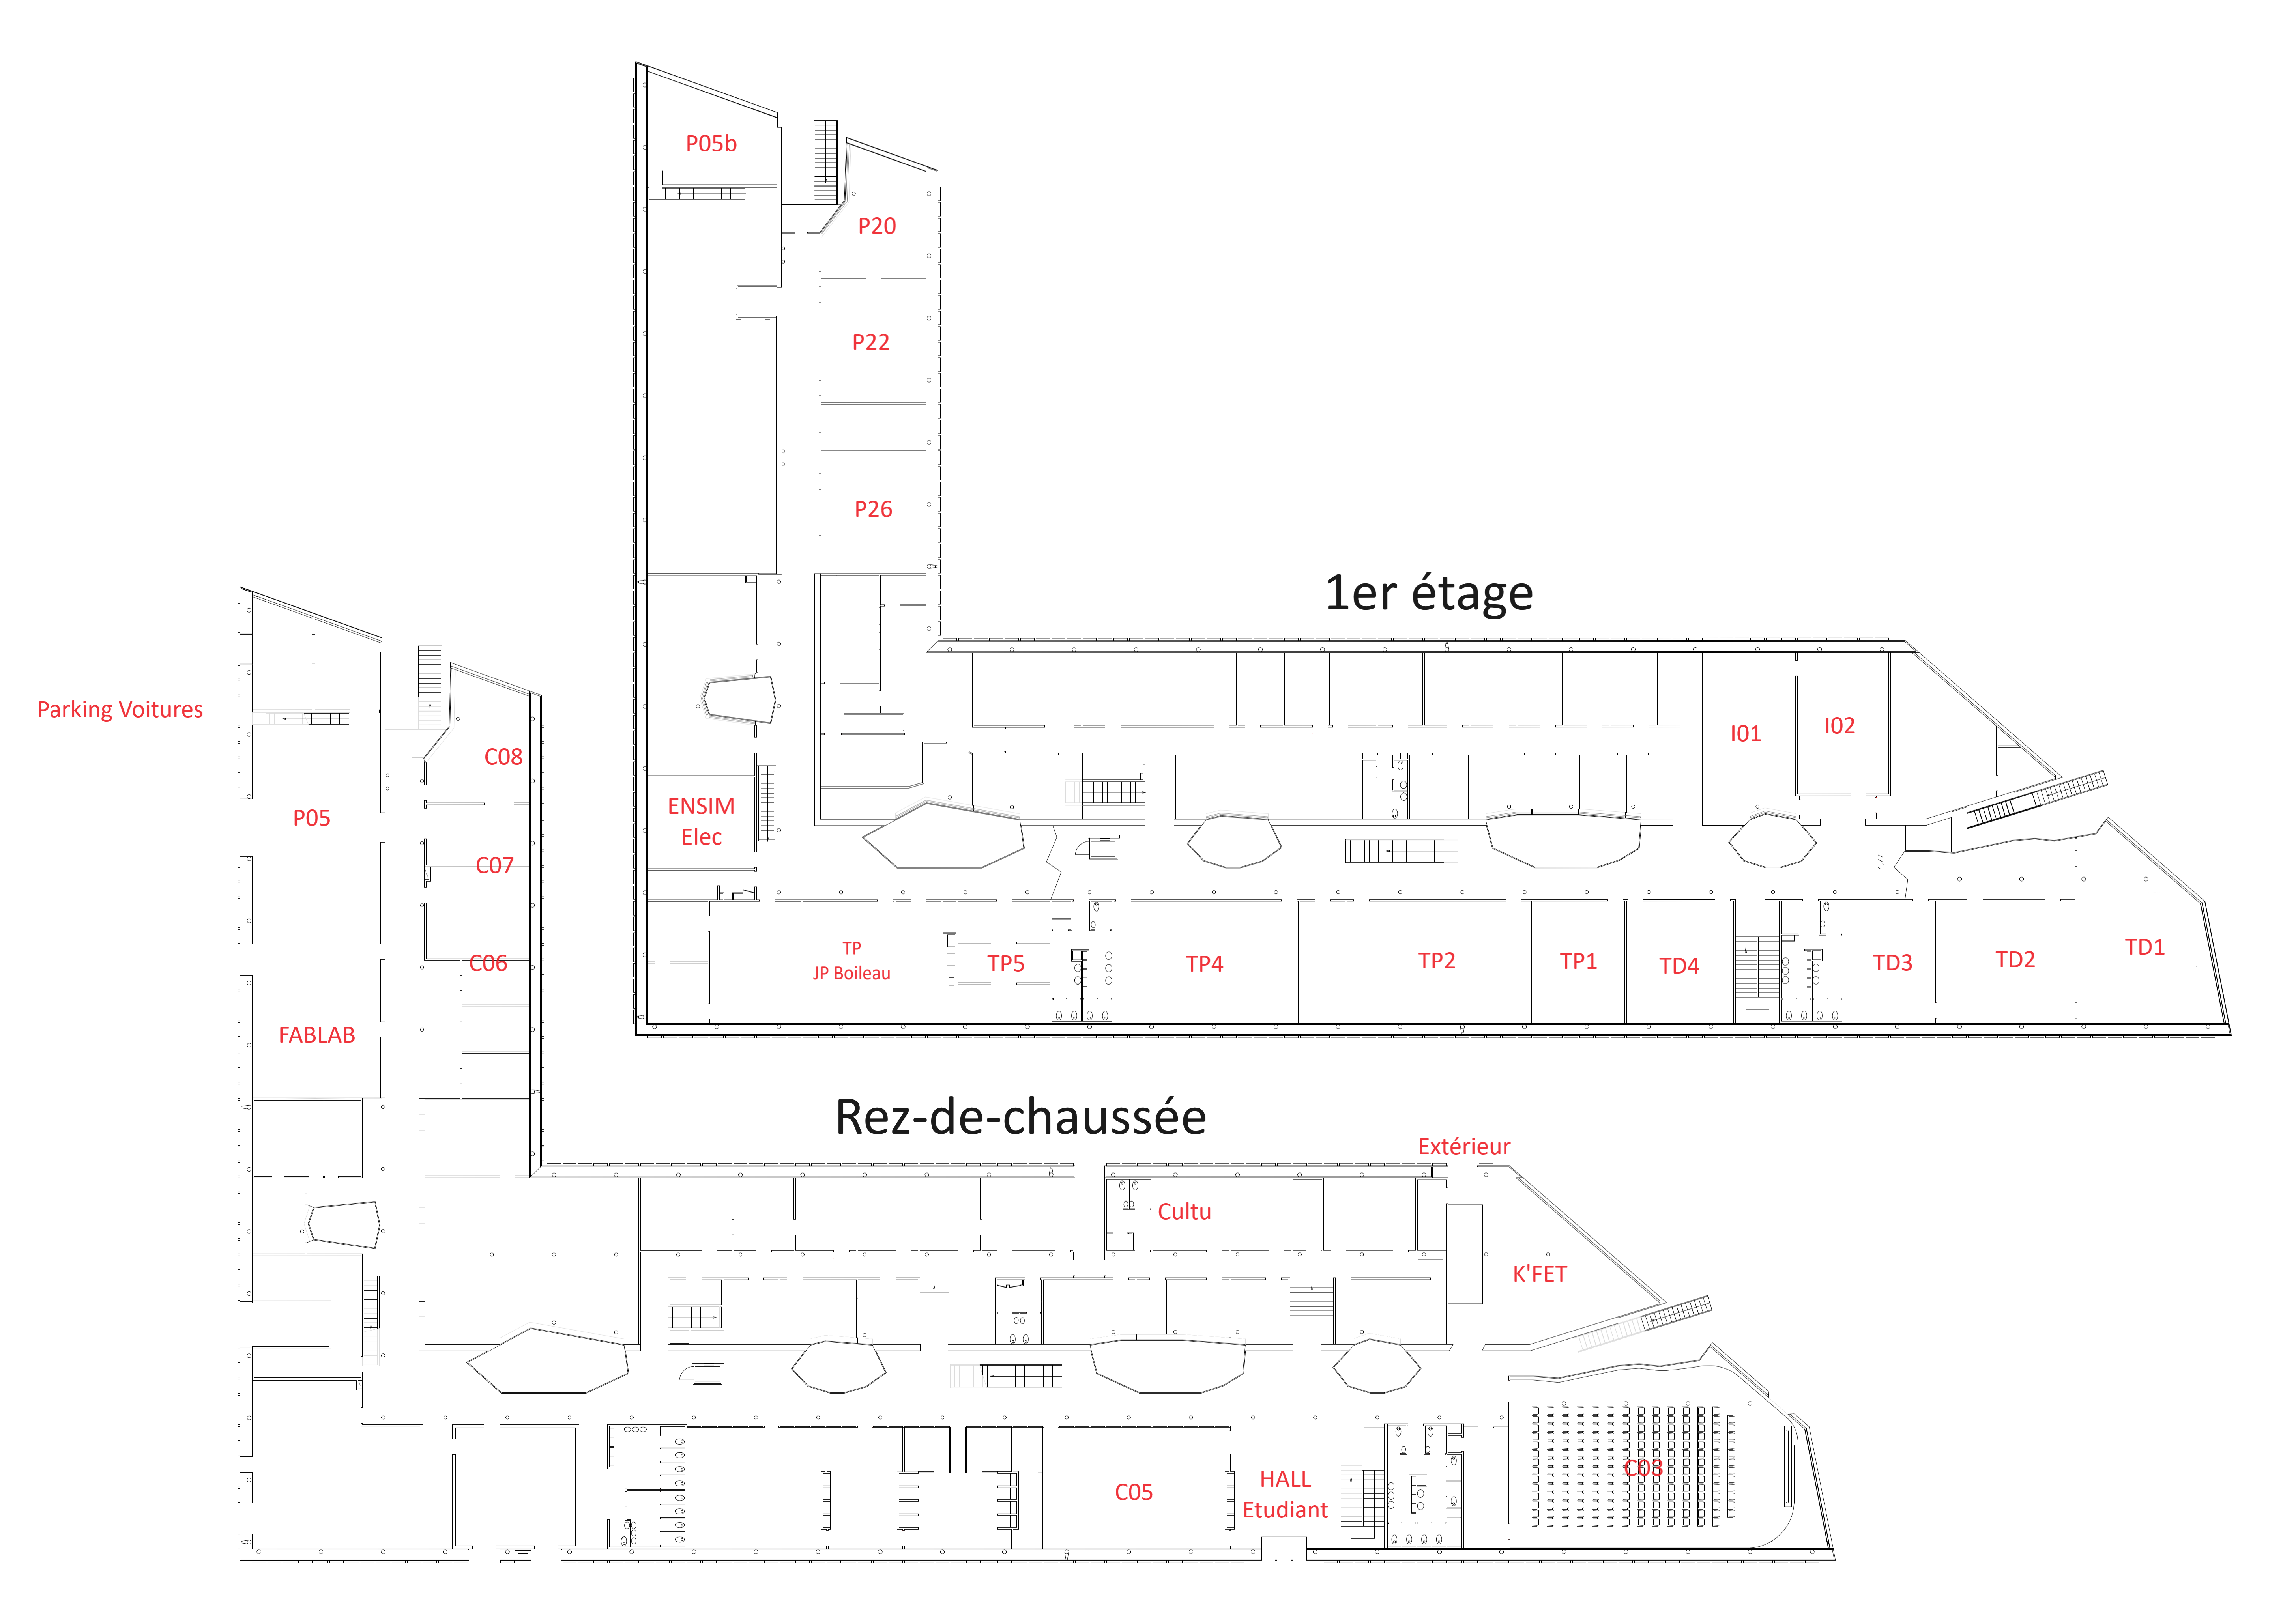 P05b
P20
P22
P26
1er étage
I01
I02
ENSIM
Elec
4,77
TP
JP Boileau
TP5
TP4
TP2
TP1
TD4
TD3
TD2
TD1
Parking Voitures
C08
P05
C07
C06
FABLAB
Rez-de-chaussée
Extérieur
Cultu
K'FET
C05
HALL
Etudiant
C03